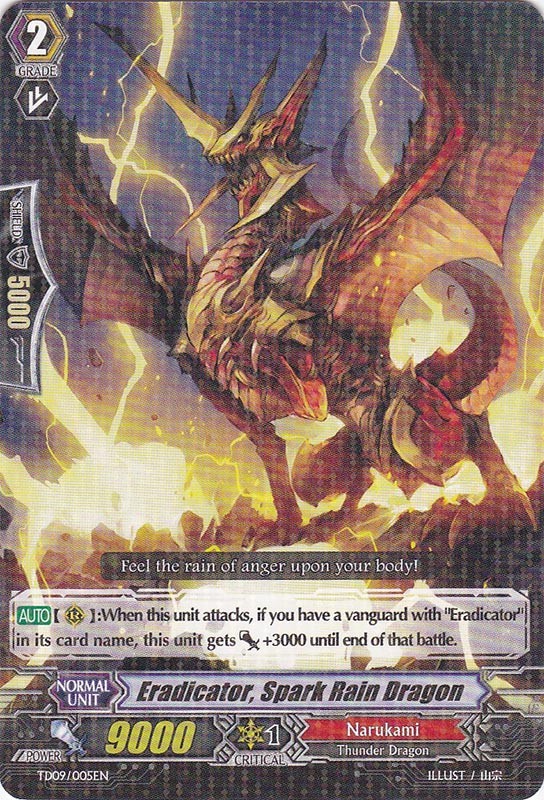 2
GRADE
SHIELD
5000
Feel the rain of anger upon your body!
AUTO [ R ]:When this unit attacks, if you have a vanguard with "Eradicator"
in its card name, this unit gets +3000 until end of that battle.
NORMAL
UNIT
Eradicator, Spark Rain Dragon
POWER
9000
1
CRITICAL
Narukami
Thunder Dragon
TD09/005EN
ILLUST / 山宗